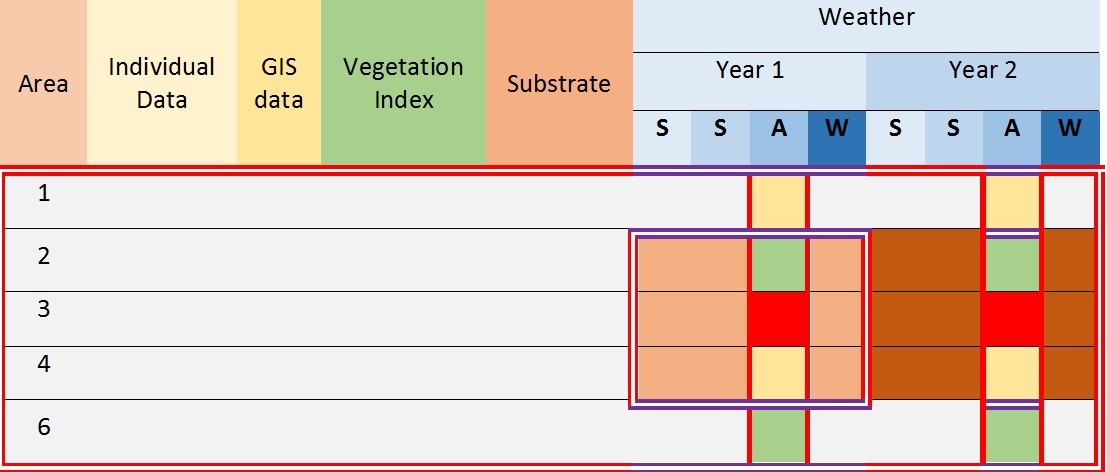 Weather
Area
Individual
Data
GIS
data
Vegetation
Index
Substrate
Year 1
Year 2
S S A W S S A W
1
2
3
4
6